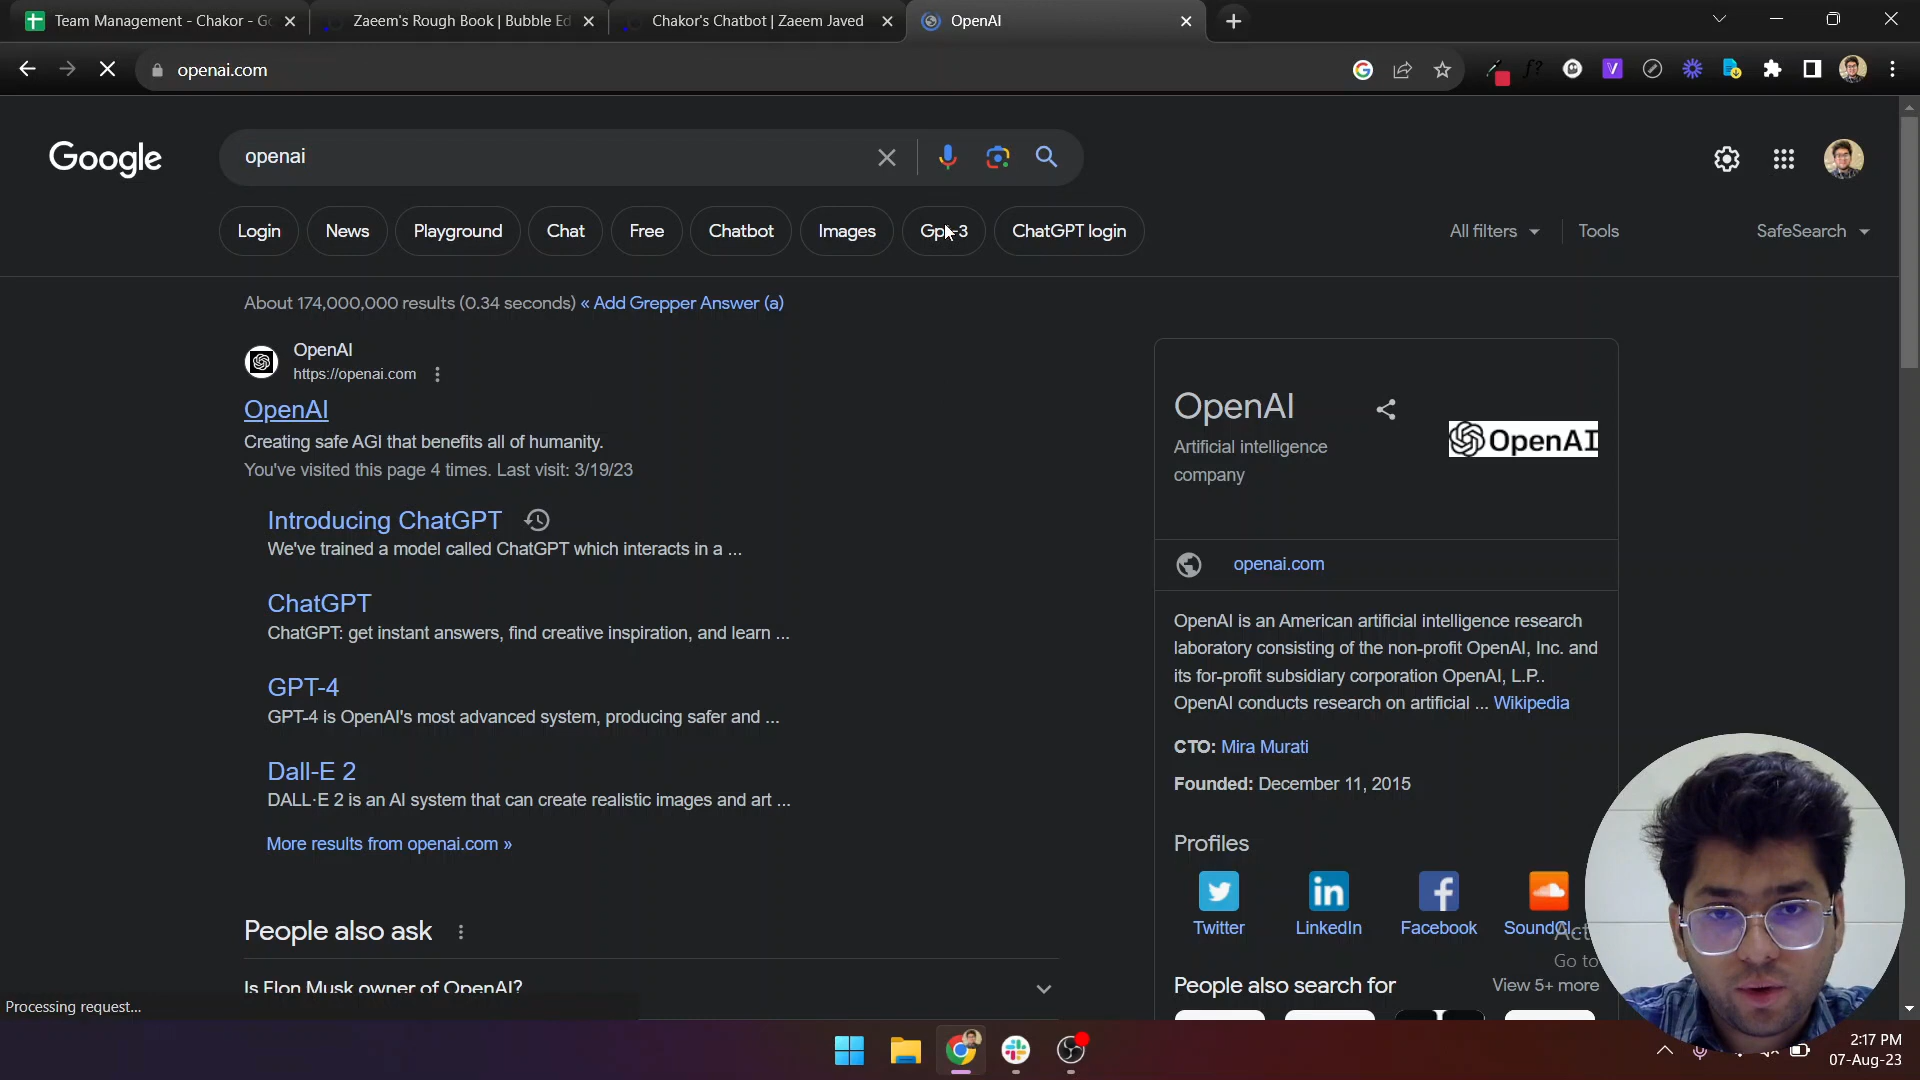 Team Management - Chakor - Go
Zaeem's Rough Book | Bubble Ed
Chakor's Chatbot | Zaeem Javed
OpenAI
openai.com
Google
openai
Login
News
Playground
Chat
Free
Chatbot
Images
Gpt-3
ChatGPT login
All filters
Tools
SafeSearch
About 174,000,000 results (0.34 seconds) « Add Grepper Answer (a)
OpenAI
https://openai.com
OpenAI
Creating safe AGI that benefits all of humanity.
You've visited this page 4 times. Last visit: 3/19/23
Introducing ChatGPT
We've trained a model called ChatGPT which interacts in a ...
ChatGPT
ChatGPT: get instant answers, find creative inspiration, and learn ...
GPT-4
GPT-4 is OpenAI's most advanced system, producing safer and ...
Dall-E 2
DALL·E 2 is an AI system that can create realistic images and art ...
More results from openai.com »
People also ask
Is Elon Musk owner of OpenAI?
OpenAI
Artificial intelligence
company
OpenAI
openai.com
OpenAI is an American artificial intelligence research
laboratory consisting of the non-profit OpenAI, Inc. and
its for-profit subsidiary corporation OpenAI, L.P..
OpenAI conducts research on artificial ... Wikipedia
CTO: Mira Murati
Founded: December 11, 2015
Profiles
Twitter
LinkedIn
Facebook
SoundCl...
Act
Go to
People also search for
View 5+ more
Processing request...
2:17 PM
07-Aug-23